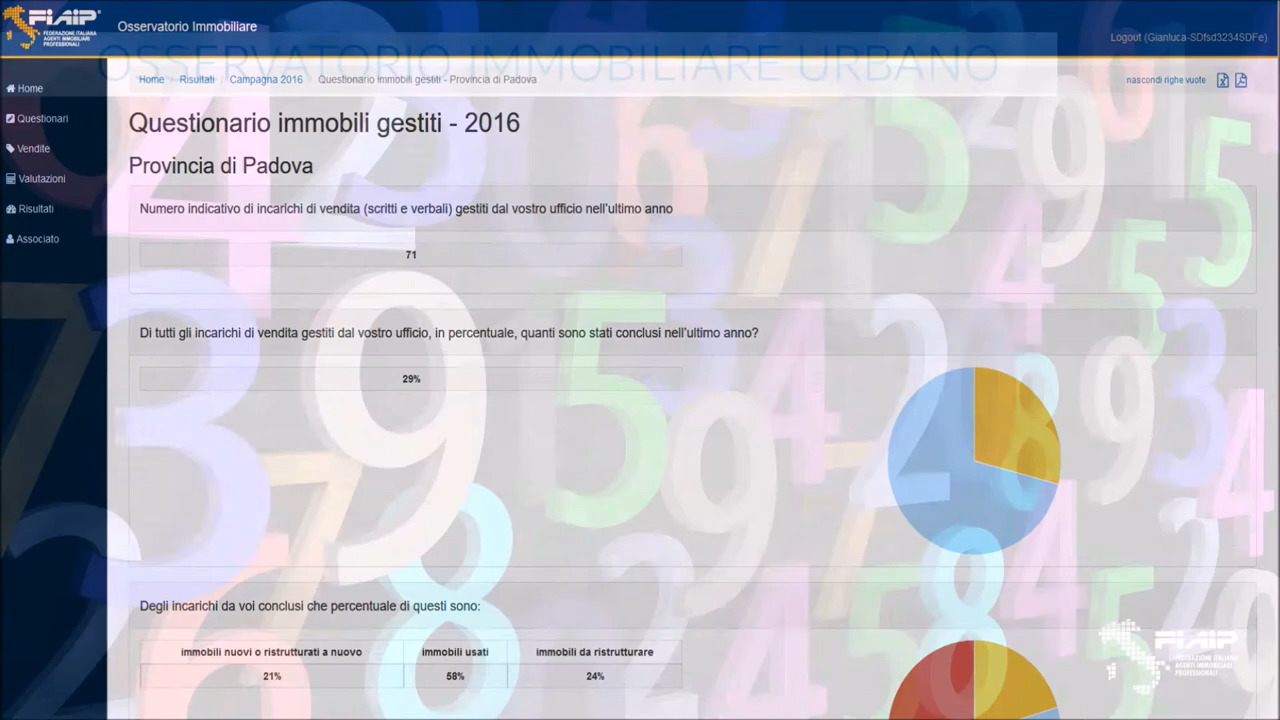 FIAIP
FEDERAZIONE ITALIANA
AGENTI IMMOBILIARI
PROFESSIONALI
Osservatorio Immobiliare
Logout (Gianluca-SDfsd3234SDFe)
OSSERVATORIO IMMOBILIARE URBANO
Home / Risultati / Campagna 2016 / Questionario immobili gestiti - Provincia di Padova
nascondi righe vuote
Home
Questionari
Vendite
Valutazioni
Risultati
Associato
Questionario immobili gestiti - 2016
Provincia di Padova
Numero indicativo di incarichi di vendita (scritti e verbali) gestiti dal vostro ufficio nell'ultimo anno
71
Di tutti gli incarichi di vendita gestiti dal vostro ufficio, in percentuale, quanti sono stati conclusi nell'ultimo anno?
29%
Degli incarichi da voi conclusi che percentuale di questi sono:
immobili nuovi o ristrutturati a nuovo immobili usati immobili da ristrutturare
21% 58% 24%
FIAIP
FEDERAZIONE ITALIANA
AGENTI IMMOBILIARI
PROFESSIONALI